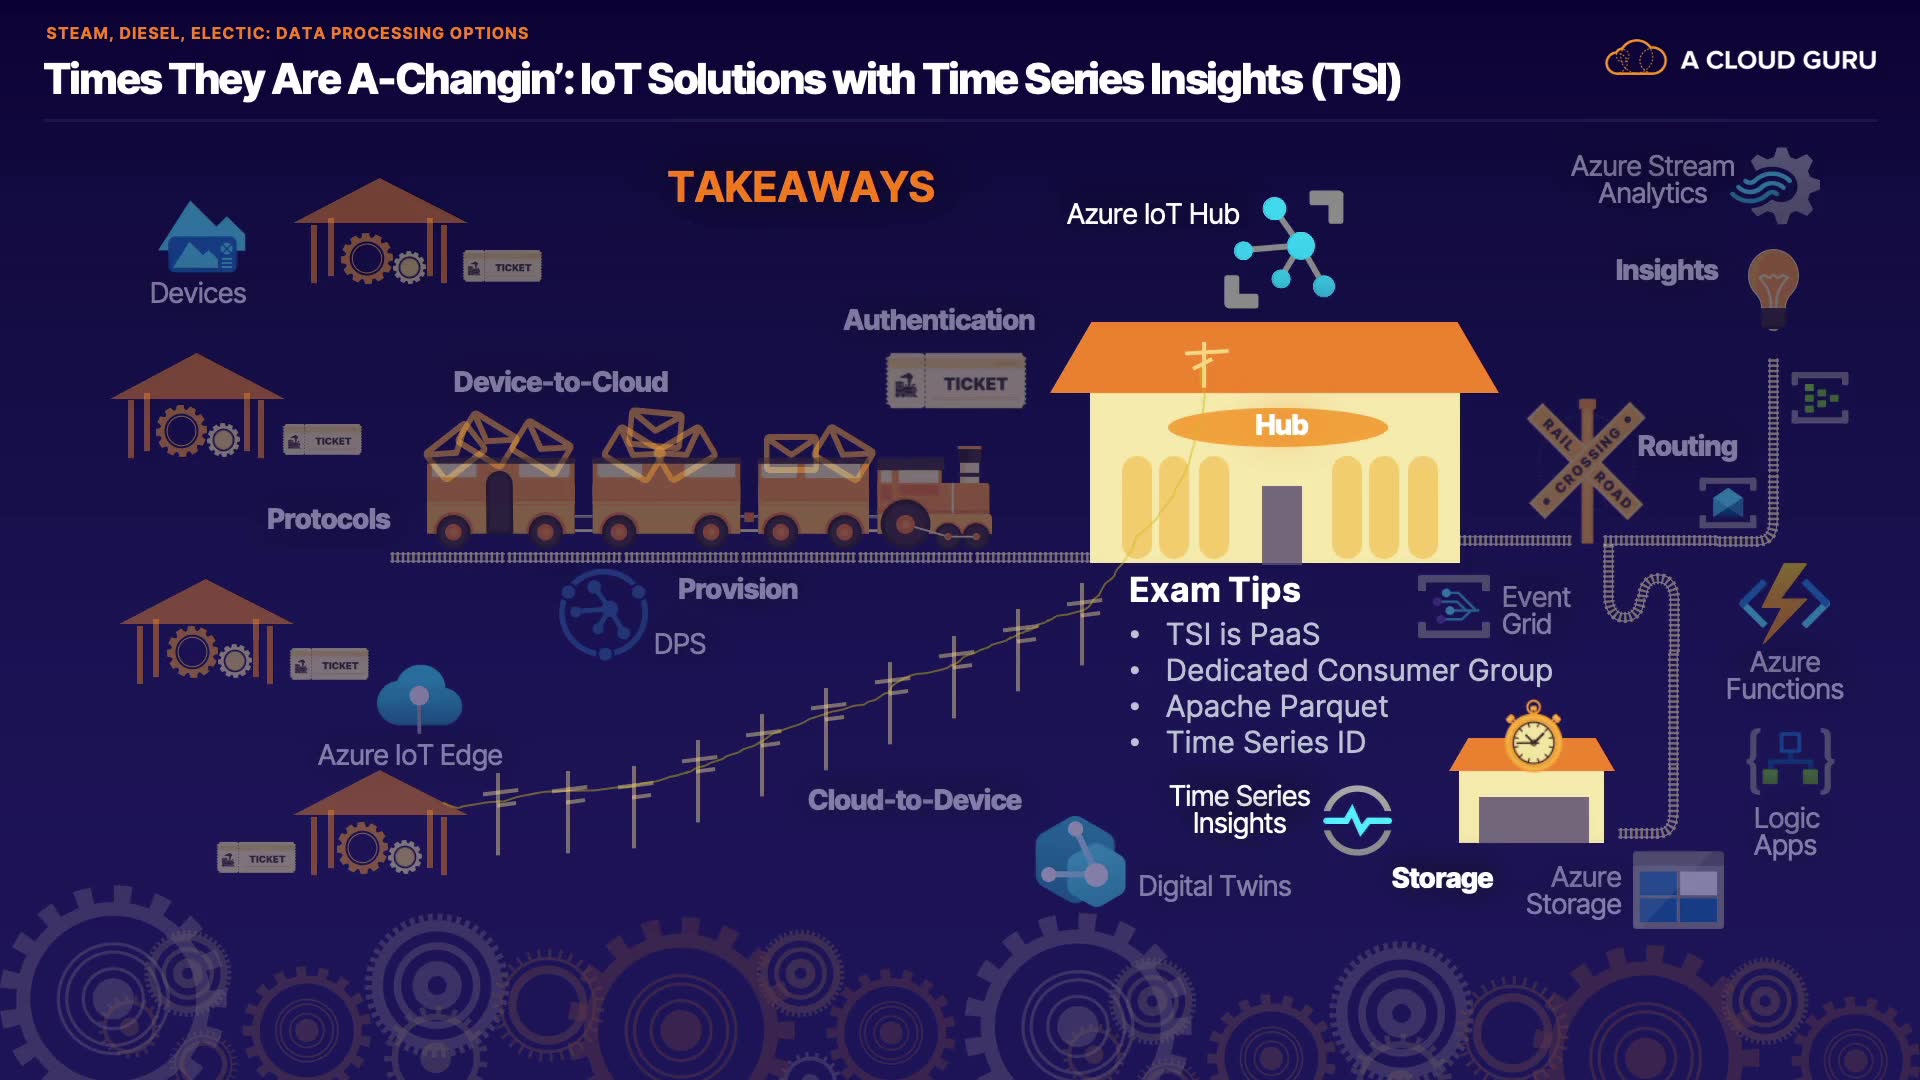 STEAM, DIESEL, ELECTIC: DATA PROCESSING OPTIONS
Times They Are A-Changin’: IoT Solutions with Time Series Insights (TSI)
A CLOUD GURU
TAKEAWAYS
Azure Stream
Analytics
Azure IoT Hub
Insights
TICKET
Devices
Authentication
TICKET
Device-to-Cloud
Hub
TICKET
RAIL
CROSSING
ROAD
Routing
Protocols
Provision
DPS
Exam Tips
• TSI is PaaS
• Dedicated Consumer Group
• Apache Parquet
• Time Series ID
Event
Grid
Azure
Functions
TICKET
Azure IoT Edge
Cloud-to-Device
Time Series
Insights
Logic
Apps
TICKET
Digital Twins
Storage
Azure
Storage